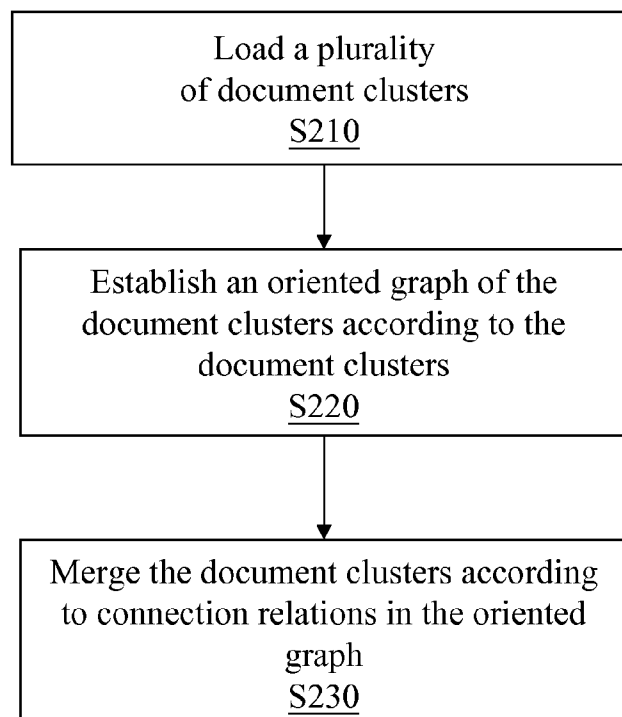 Load a plurality
of document clusters
S210
Establish an oriented graph of the
document clusters according to the
document clusters
S220
Merge the document clusters according
to connection relations in the oriented
graph
S230